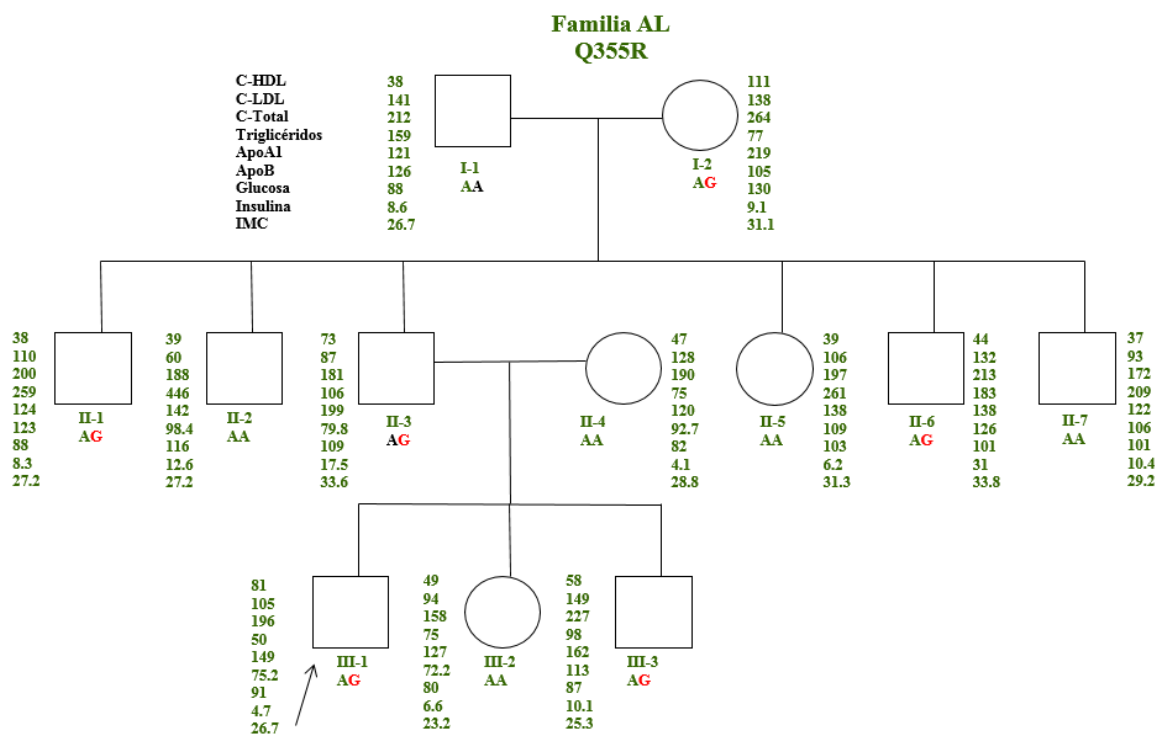 Familia AL
Q355R
C-HDL 38
C-LDL 141
C-Total 212
Triglicéridos 159
ApoA1 121
ApoB 126
Glucosa 88
Insulina 8.6
IMC 26.7
I-1
AA
111
138
264
77
219
105
130
9.1
31.1
I-2
AG
38
110
200
259
124
123
88
8.3
27.2
II-1
AG
39
60
188
446
142
98.4
116
12.6
27.2
II-2
AA
73
87
181
106
199
79.8
109
17.5
33.6
II-3
AG
47
128
190
75
120
92.7
82
4.1
28.8
II-4
AA
39
106
197
261
138
109
103
6.2
31.3
II-5
AA
44
132
213
183
138
126
101
31
33.8
II-6
AG
37
93
172
209
122
106
101
10.4
29.2
II-7
AA
81
105
196
50
149
75.2
91
4.7
26.7
III-1
AG
49
94
158
75
127
72.2
80
6.6
23.2
III-2
AA
58
149
227
98
162
113
87
10.1
25.3
III-3
AG